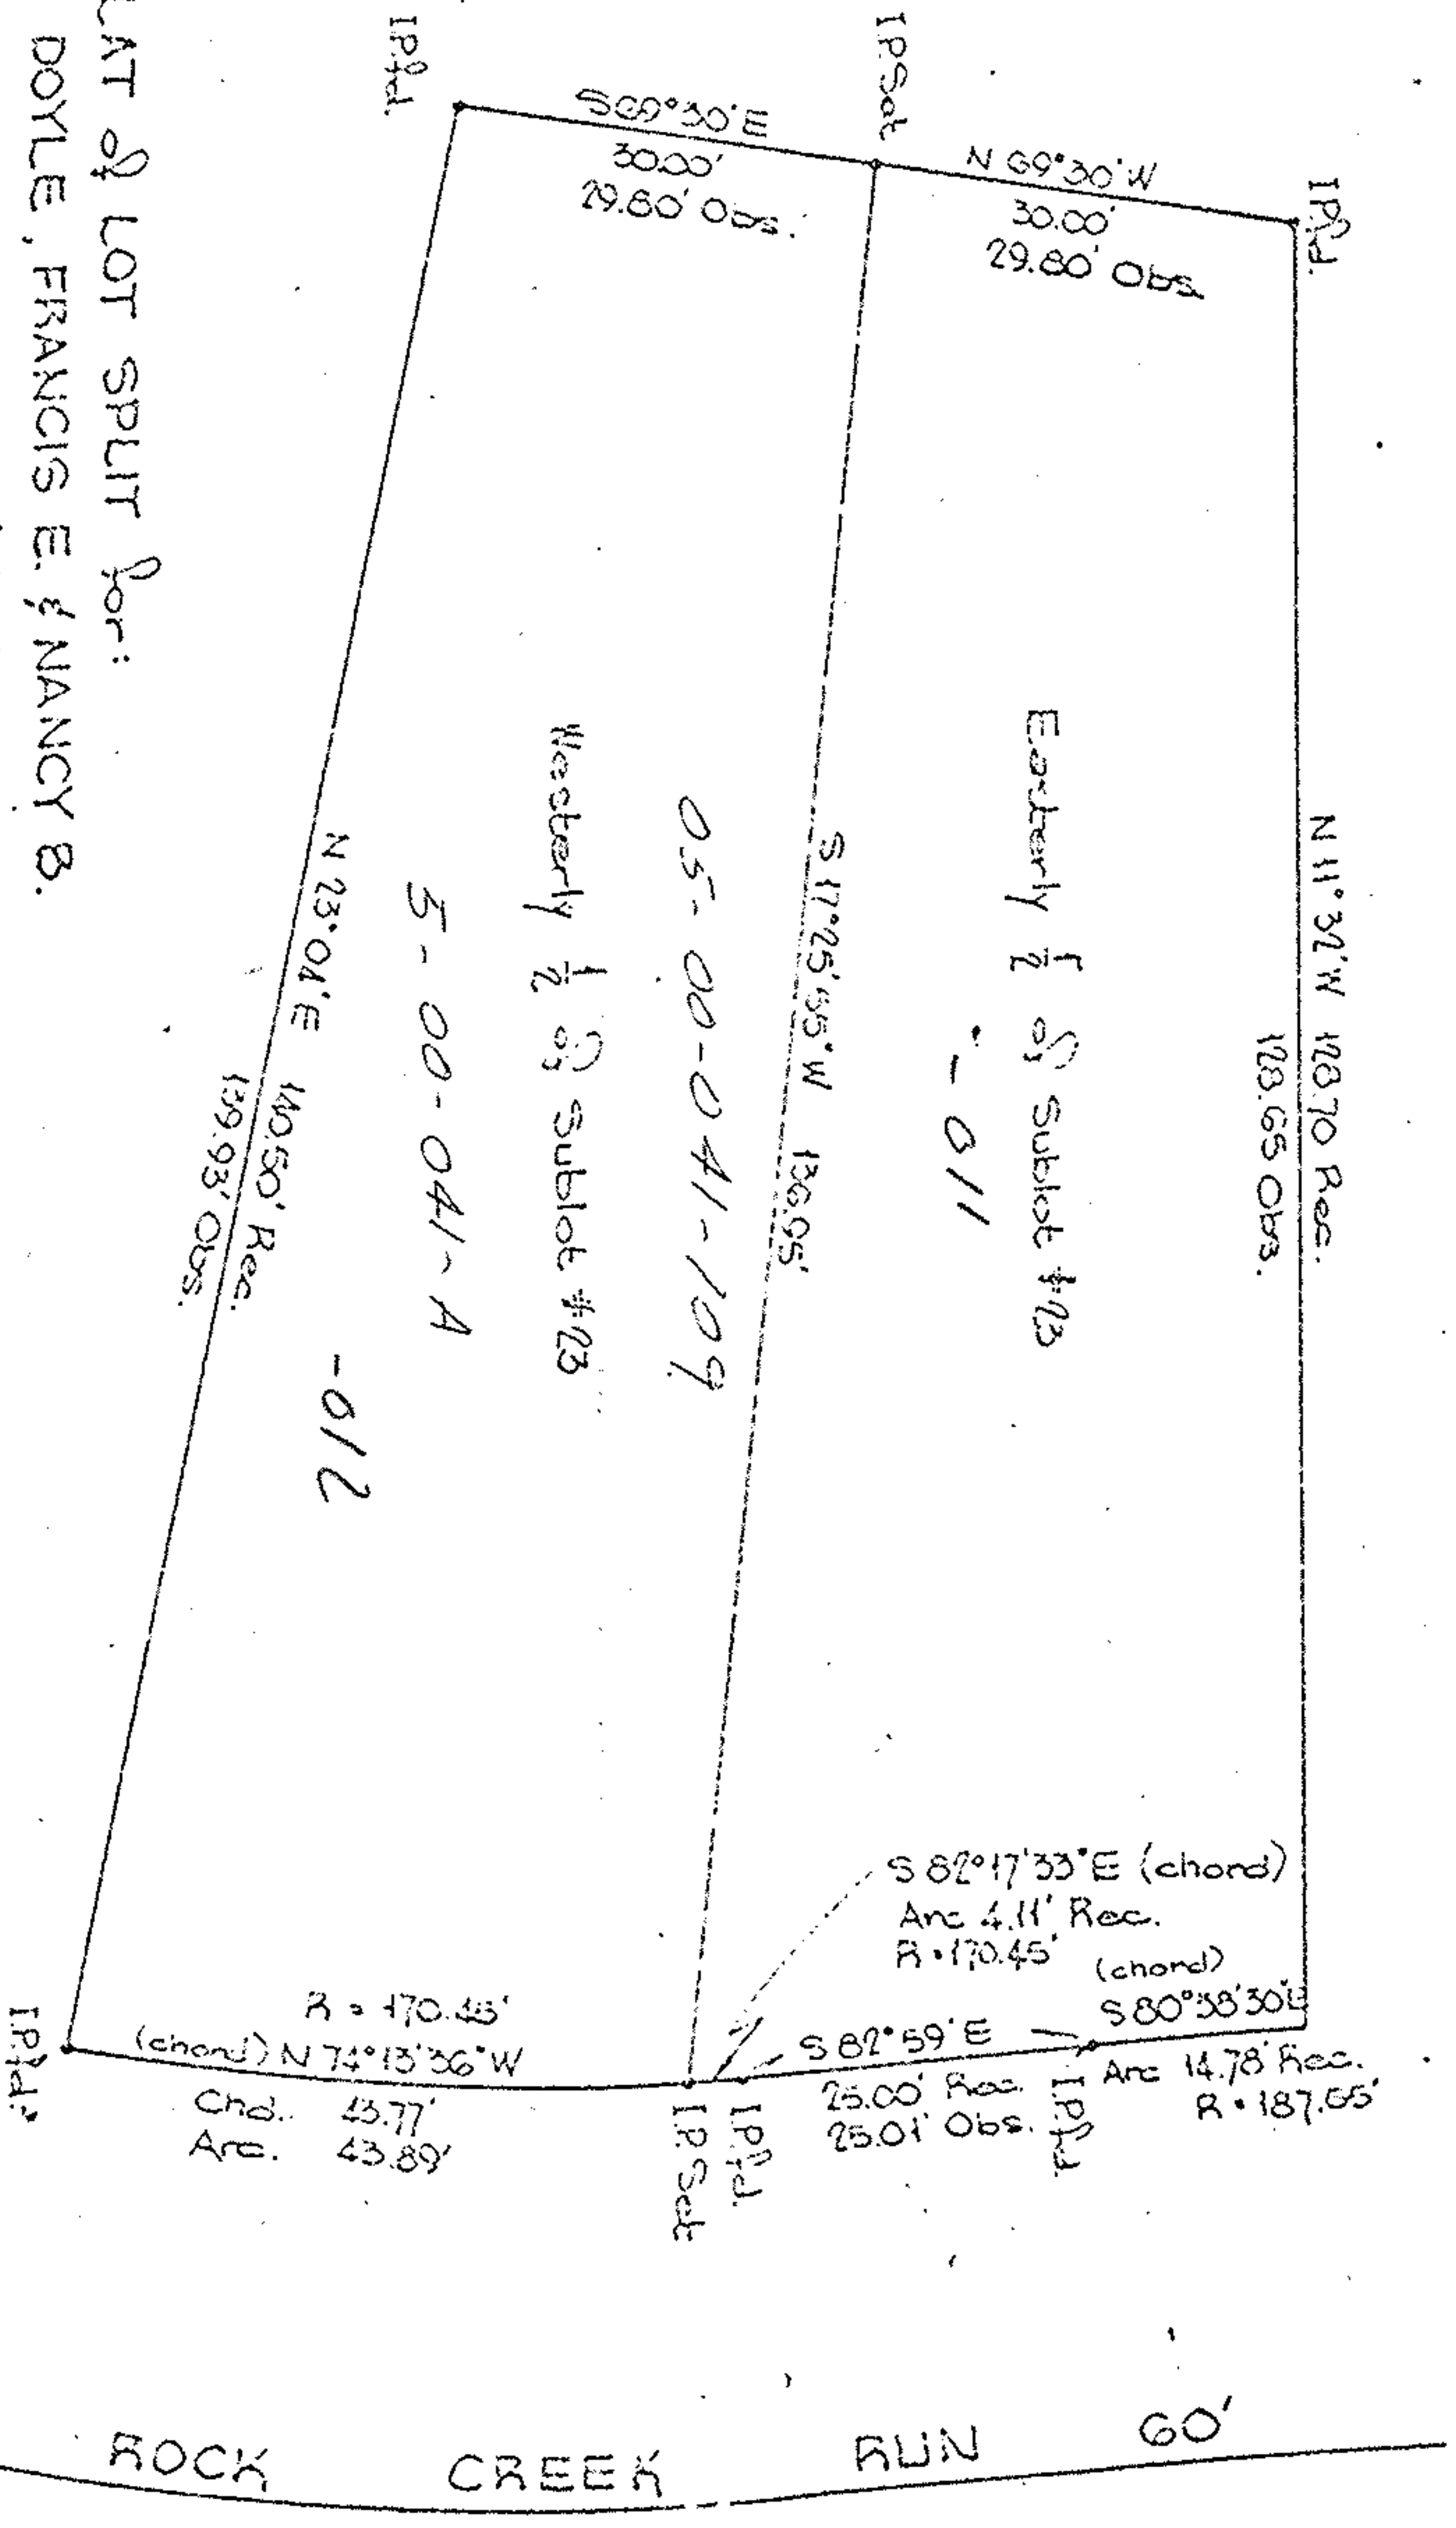 PLAT of LOT SPLIT for:
DOYLE, FRANCIS E. & NANCY B.
I.P. fd.
S 69°30' E
30.00'
29.80' Obs.
I.P. Set
N 69°30' W
30.00'
29.80' Obs.
I.P. fd.
N 11°32' W 128.70 Rec.
128.65 Obs.
Easterly ½ of Sublot #23
-011
S 17°25'55" W 136.95'
05-00-041-109
Westerly ½ of Sublot #23
5-00-041-A
N 23°04' E 140.50' Rec.
139.93' Obs.
-012
S 82°17'33" E (chord)
Arc 4.11' Rec.
R = 170.45'
(chord)
S 80°38'30" E
Arc 14.78' Rec.
R = 187.65'
S 82°59' E
25.00' Rec.
25.01' Obs.
I.P. fd.
I.P. fd.
I.P. Set
R = 170.45'
(chord) N 74°13'36" W
Chd. 43.77'
Arc. 43.89'
I.P. fd.
ROCK CREEK RUN 60'